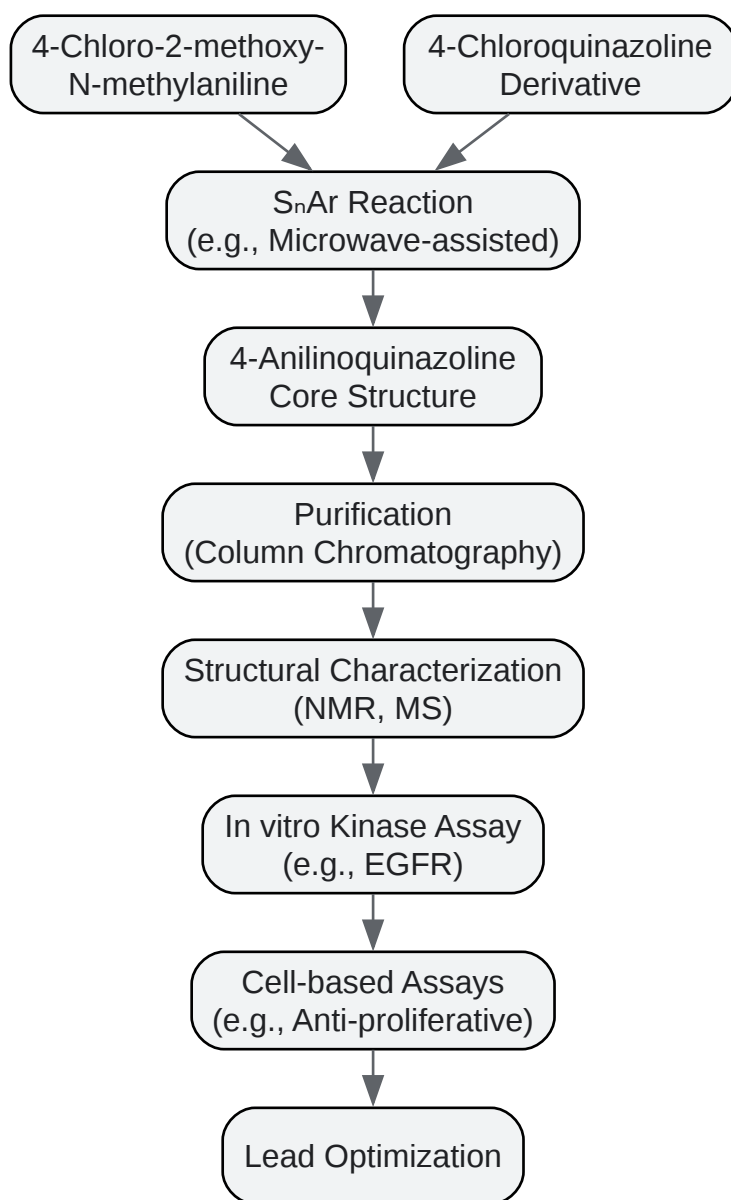 4-Chloro-2-methoxy-
N-methylaniline
4-Chloroquinazoline
Derivative
SₙAr Reaction
(e.g., Microwave-assisted)
4-Anilinoquinazoline
Core Structure
Purification
(Column Chromatography)
Structural Characterization
(NMR, MS)
In vitro Kinase Assay
(e.g., EGFR)
Cell-based Assays
(e.g., Anti-proliferative)
Lead Optimization